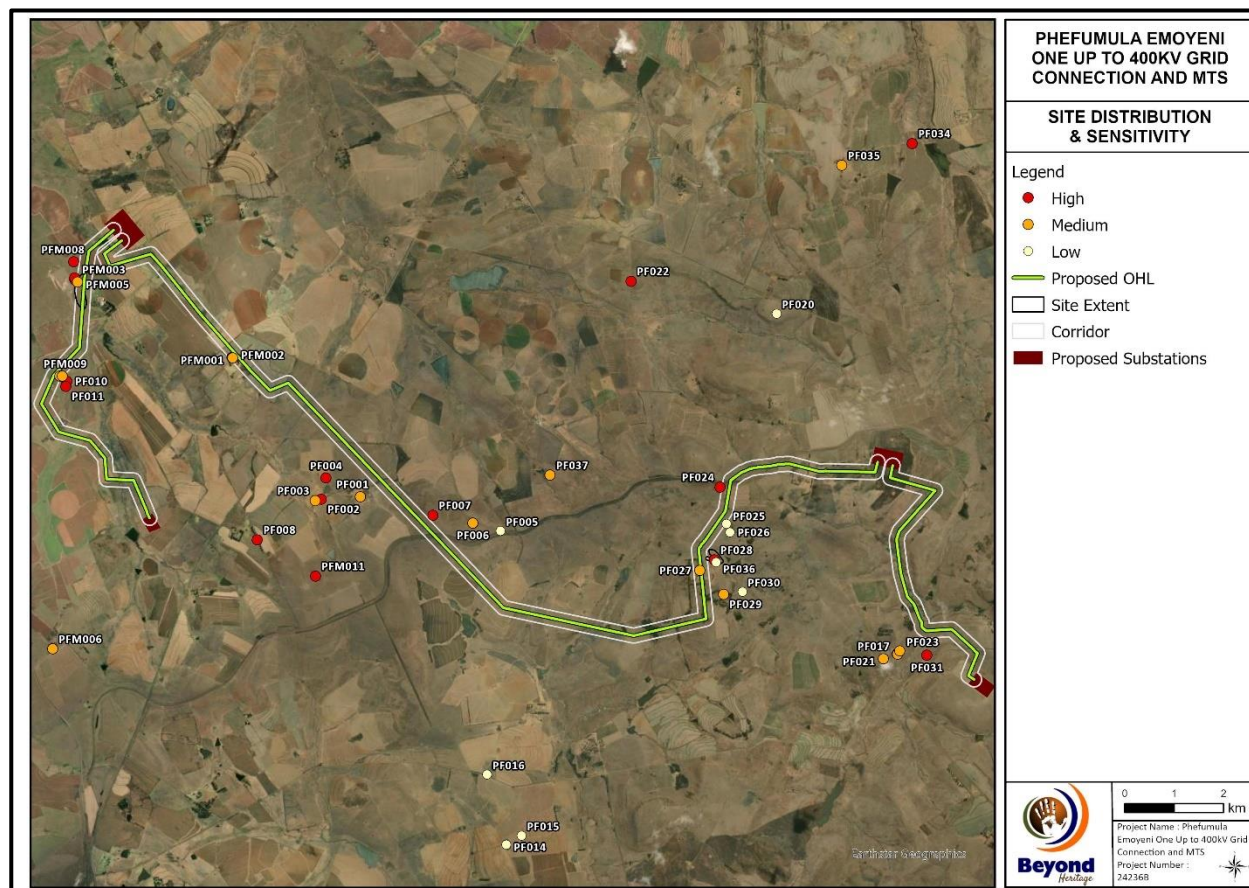 PHEFUMULA EMOYENI
ONE UP TO 400KV GRID
CONNECTION AND MTS
SITE DISTRIBUTION
& SENSITIVITY
Legend
High
Medium
Low
Proposed OHL
Site Extent
Corridor
Proposed Substations
PF034
PF035
PFM008
PFM003
PFM005
PF022
PF020
PFM001
PFM002
PFM009
PF010
PF011
PF004
PF037
PF003
PF001
PF002
PF024
PF007
PF006
PF005
PF025
PF026
PF008
PF028
PF027
PF036
PFM011
PF030
PF029
PFM006
PF017
PF023
PF021
PF031
PF016
PF015
PF014
Earthstar Geographics
Beyond
Heritage
0 1 2
km
Project Name : Phefumula
Emoyeni One Up to 400kV Grid
Connection and MTS
Project Number :
24236B